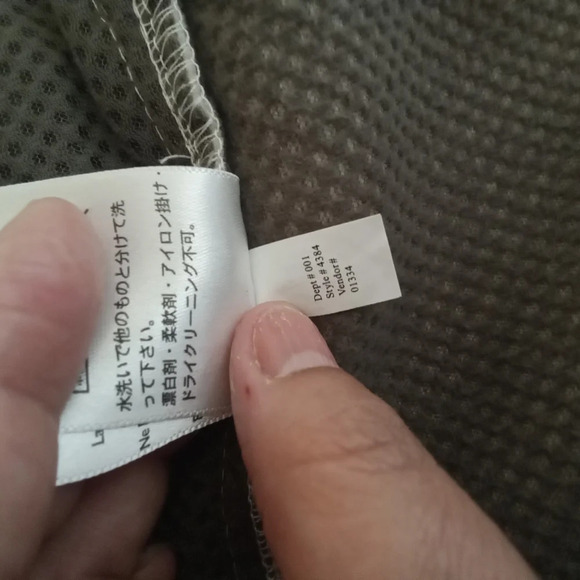 水洗いで他のものと分けて洗
って下さい。
漂白剤・柔軟剤・アイロン掛け・
ドライクリーニング不可。
Dept # 001
Style # 4384
Vendor#
01334